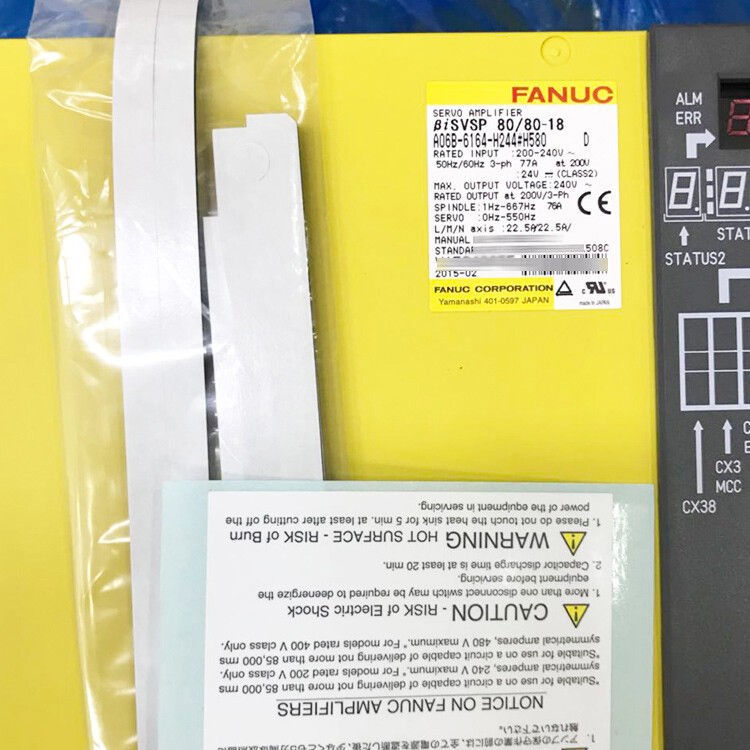 FANUC
SERVO AMPLIFIER
βiSVSP 80/80-18
A06B-6164-H244#H580 D
RATED INPUT :200-240V ~
50Hz/60Hz 3-ph 77A at 200V
:24V ⎓ (CLASS2)
MAX. OUTPUT VOLTAGE:240V ~
RATED OUTPUT at 200V/3-Ph
SPINDLE:1Hz-667Hz 76A
SERVO :0Hz-550Hz
L/M/N axis :22.5A/22.5A/
CE
MANUAL
STANDA
508C
2015-02
FANUC CORPORATION
Yamanashi 401-0597 JAPAN
c UL us
made in JAPAN
ALM
ERR
STAT
STATUS2
CX3
MCC
CX38
NOTICE ON FANUC AMPLIFIERS
"Suitable for use on a circuit capable of delivering not more than 85,000 rms
symmetrical amperes, 240 V maximum." For models rated 200 V class only.
"Suitable for use on a circuit capable of delivering not more than 85,000 rms
symmetrical amperes, 480 V maximum." For models rated 400 V class only.
CAUTION - RISK of Electric Shock
1. More than one disconnect switch may be required to deenergize the
equipment before servicing.
2. Capacitor discharge time is at least 20 min.
WARNING HOT SURFACE - RISK of Burn
1. Please do not touch the heat sink for 5 min. at least after cutting off the
power of the equipment in servicing.